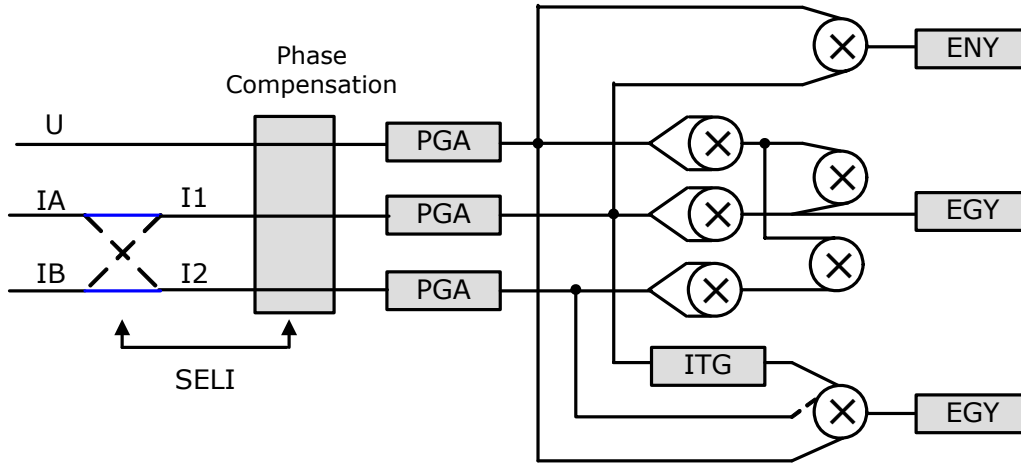 ENY
Phase
Compensation
U
PGA
IA
I1
PGA
EGY
IB
I2
PGA
ITG
SELI
EGY